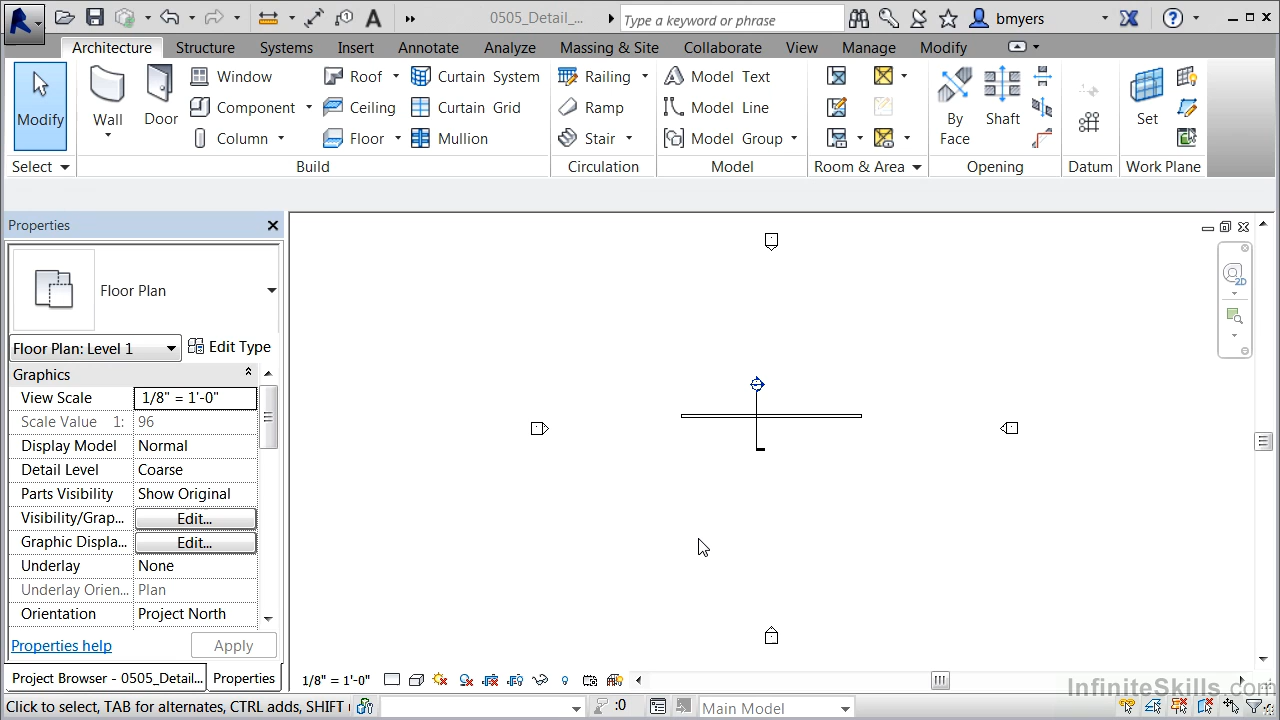 0505_Detail_...
Type a keyword or phrase
bmyers
Architecture Structure Systems Insert Annotate Analyze Massing & Site Collaborate View Manage Modify
Modify
Wall
Door
Window
Component
Column
Roof
Ceiling
Floor
Curtain System
Curtain Grid
Mullion
Railing
Ramp
Stair
Model Text
Model Line
Model Group
By
Face
Shaft
Set
Select Build Circulation Model Room & Area Opening Datum Work Plane
Properties
Floor Plan
Floor Plan: Level 1 Edit Type
Graphics
View Scale 1/8" = 1'-0"
Scale Value 1: 96
Display Model Normal
Detail Level Coarse
Parts Visibility Show Original
Visibility/Grap... Edit...
Graphic Displa... Edit...
Underlay None
Underlay Orien... Plan
Orientation Project North
Properties help Apply
Project Browser - 0505_Detail... Properties
1/8" = 1'-0"
2D
InfiniteSkills.com
Click to select, TAB for alternates, CTRL adds, SHIFT
:0
Main Model